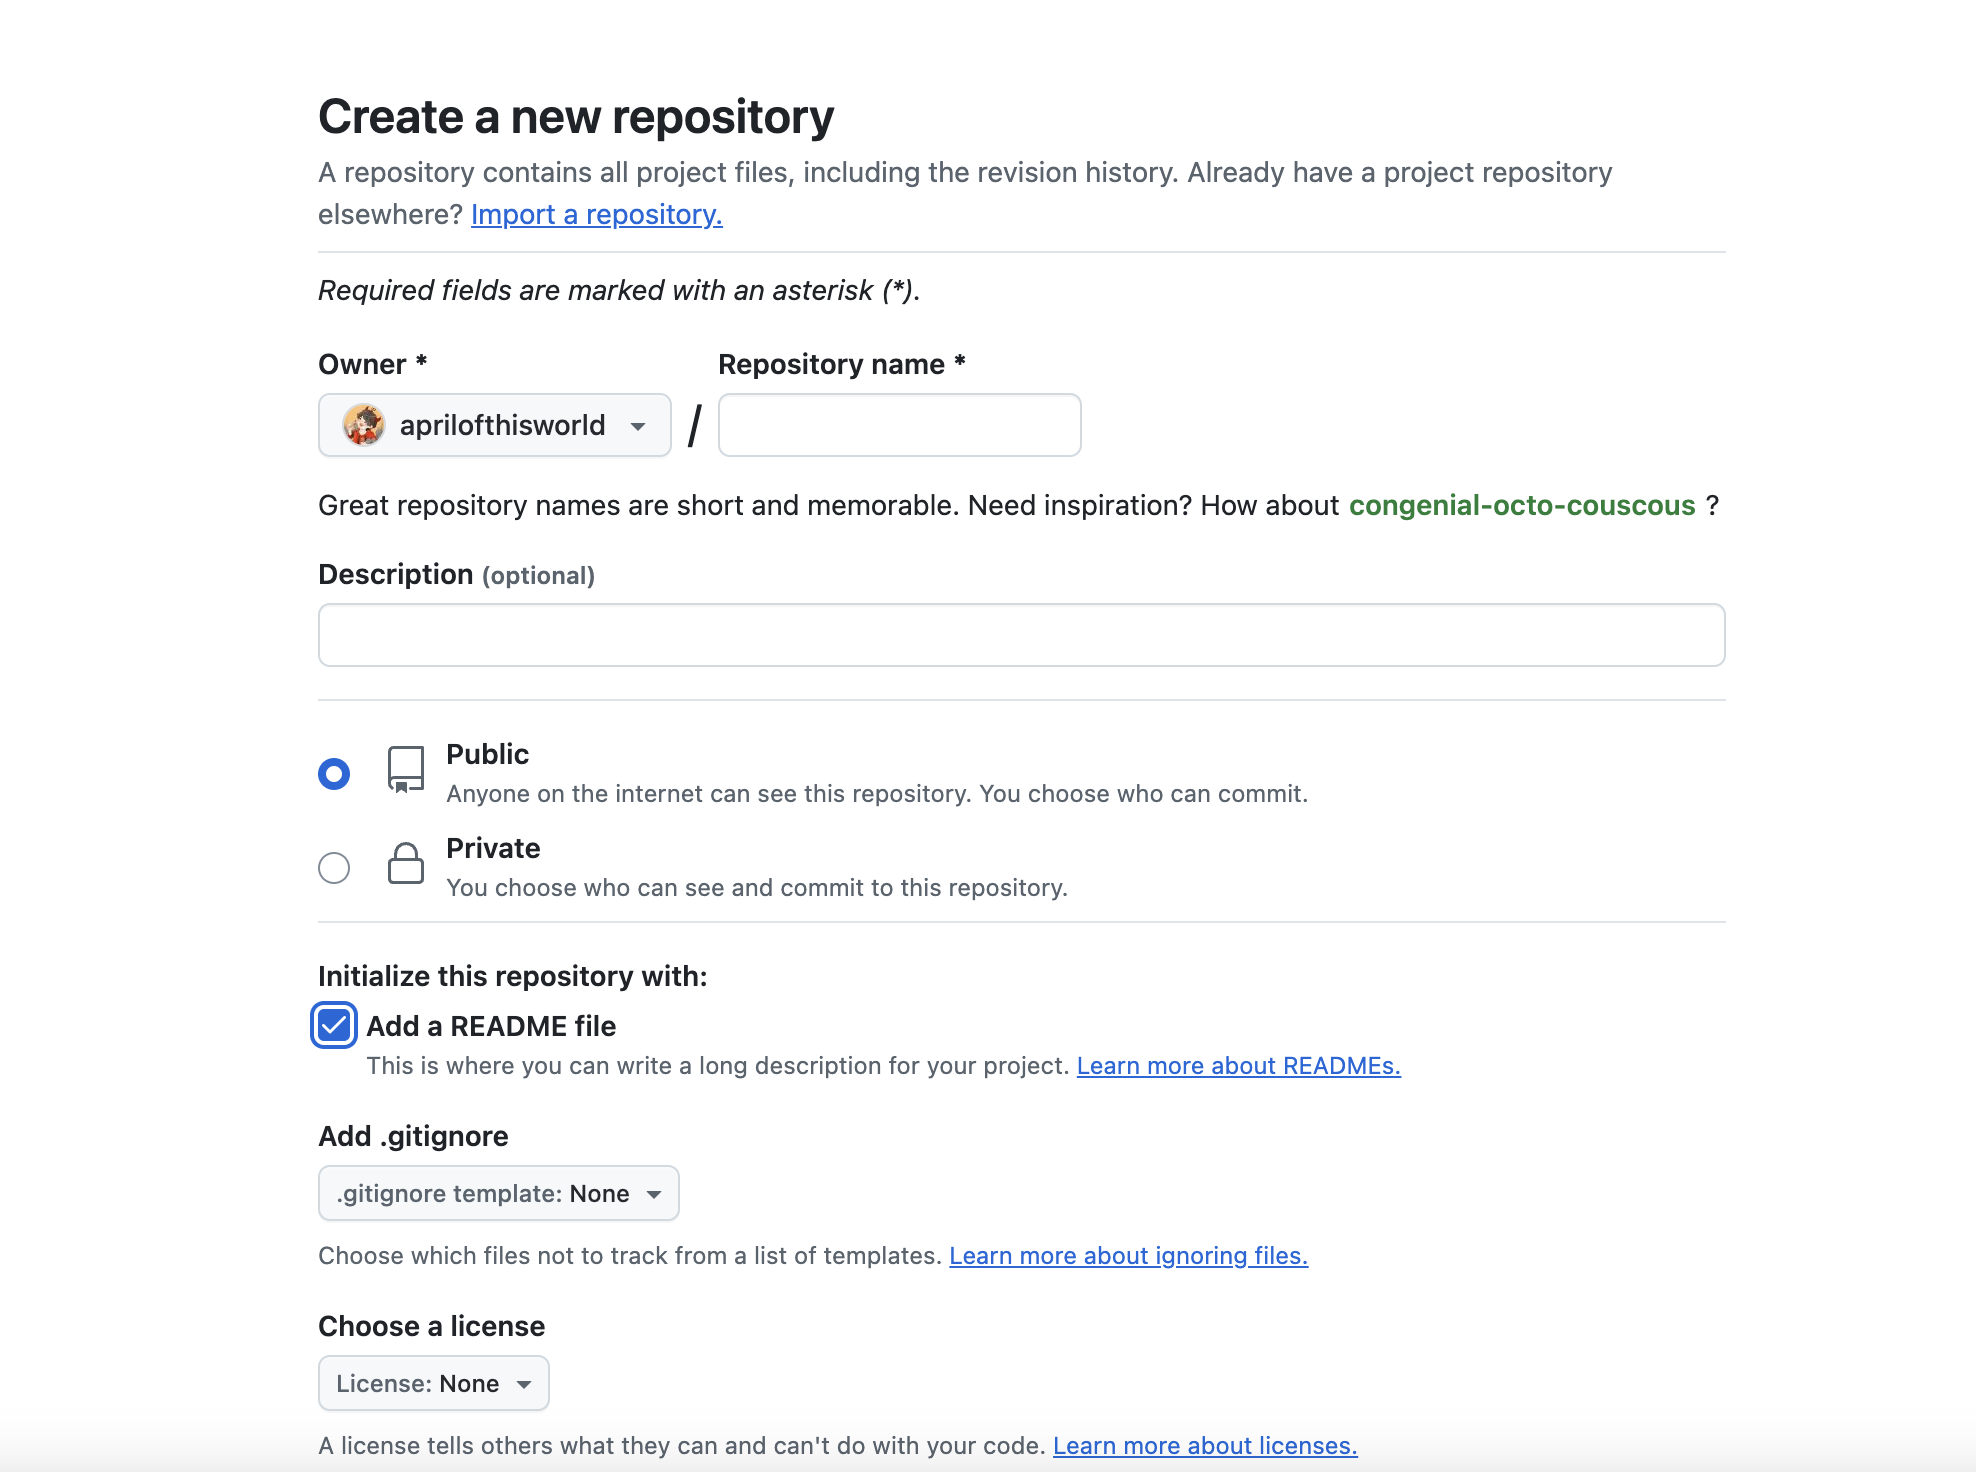 Create a new repository
A repository contains all project files, including the revision history. Already have a project repository
elsewhere? Import a repository.
Required fields are marked with an asterisk (*).
Owner *
Repository name *
aprilofthisworld
/
Great repository names are short and memorable. Need inspiration? How about congenial-octo-couscous ?
Description (optional)
Public
Anyone on the internet can see this repository. You choose who can commit.
Private
You choose who can see and commit to this repository.
Initialize this repository with:
Add a README file
This is where you can write a long description for your project. Learn more about READMEs.
Add .gitignore
.gitignore template: None
Choose which files not to track from a list of templates. Learn more about ignoring files.
Choose a license
License: None
A license tells others what they can and can't do with your code. Learn more about licenses.